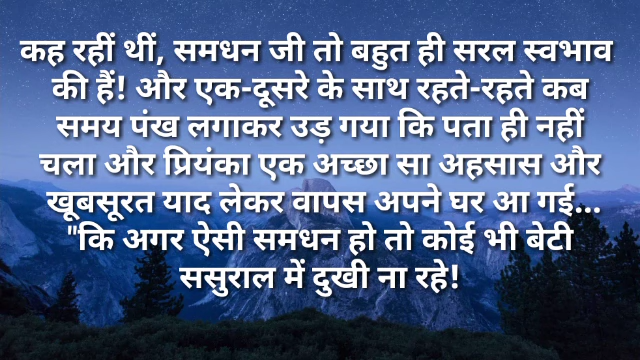 कह रहीं थीं, समधन जी तो बहुत ही सरल स्वभाव
की हैं! और एक-दूसरे के साथ रहते-रहते कब
समय पंख लगाकर उड़ गया कि पता ही नहीं
चला और प्रियंका एक अच्छा सा अहसास और
खूबसूरत याद लेकर वापस अपने घर आ गई...
"कि अगर ऐसी समधन हो तो कोई भी बेटी
ससुराल में दुखी ना रहे!